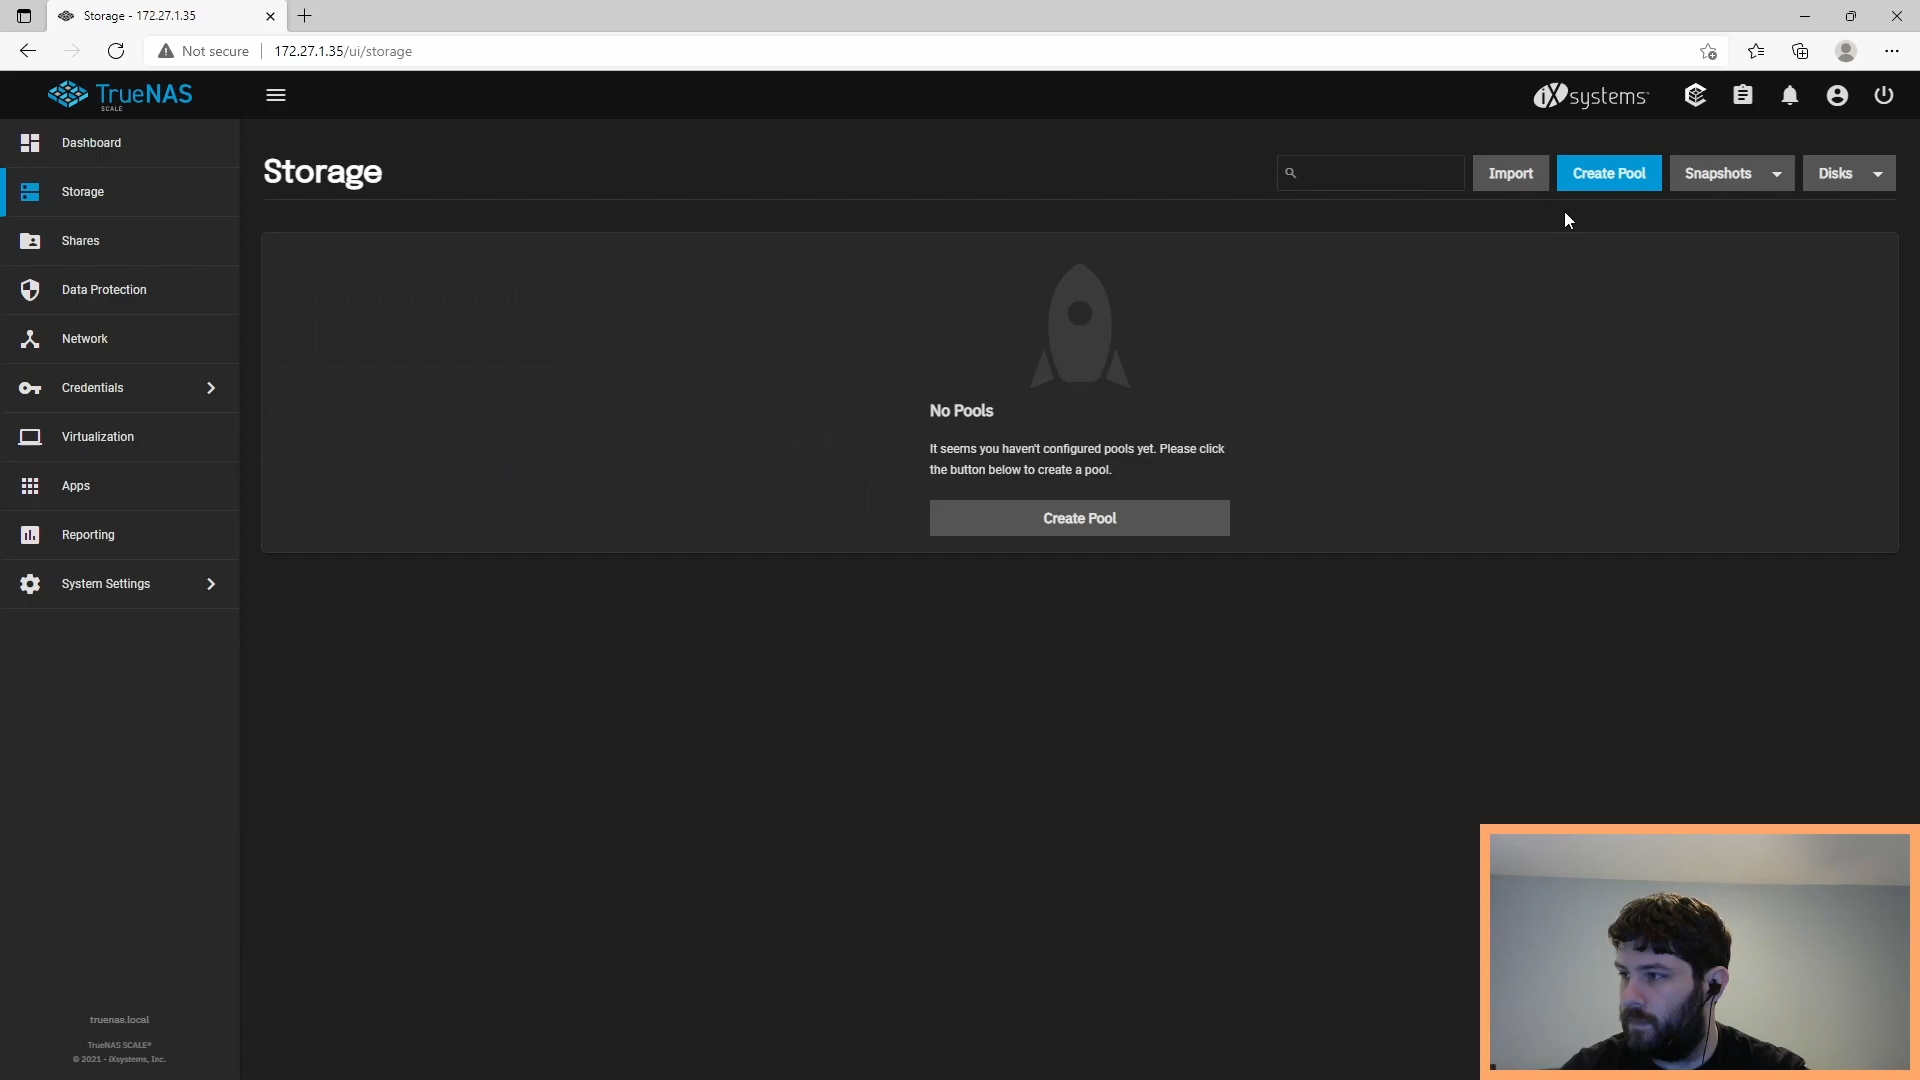 Storage - 172.27.1.35
Not secure
172.27.1.35/ui/storage
TrueNAS
SCALE
iXsystems
Dashboard
Storage
Shares
Data Protection
Network
Credentials
Virtualization
Apps
Reporting
System Settings
Storage
Import
Create Pool
Snapshots
Disks
No Pools
It seems you haven't configured pools yet. Please click
the button below to create a pool.
Create Pool
truenas.local
TrueNAS SCALE®
© 2021 - iXsystems, Inc.